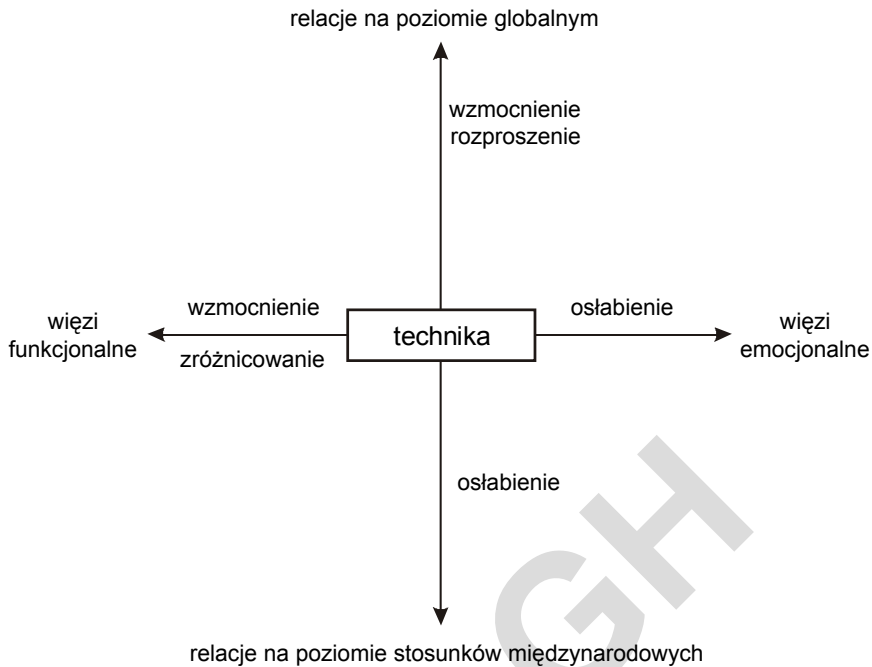 relacje na poziomie globalnym
wzmocnienie
rozproszenie
więzi
funkcjonalne
wzmocnienie
zróżnicowanie
technika
osłabienie
więzi
emocjonalne
osłabienie
GH
relacje na poziomie stosunków międzynarodowych